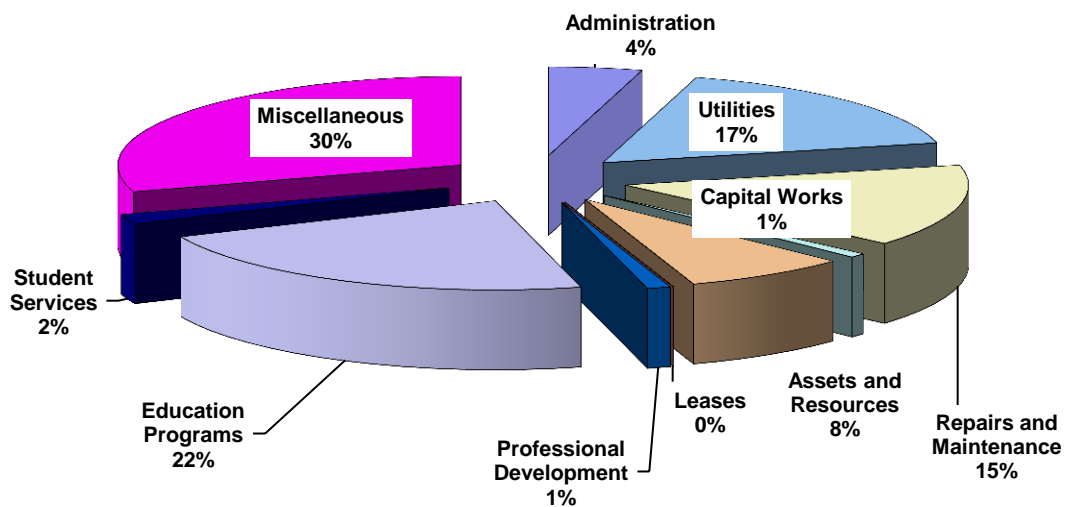 Administration
4%
Miscellaneous
30%
Utilities
17%
Capital Works
1%
Student
Services
2%
Education
Programs
22%
Professional
Development
1%
Leases
0%
Assets and
Resources
8%
Repairs and
Maintenance
15%